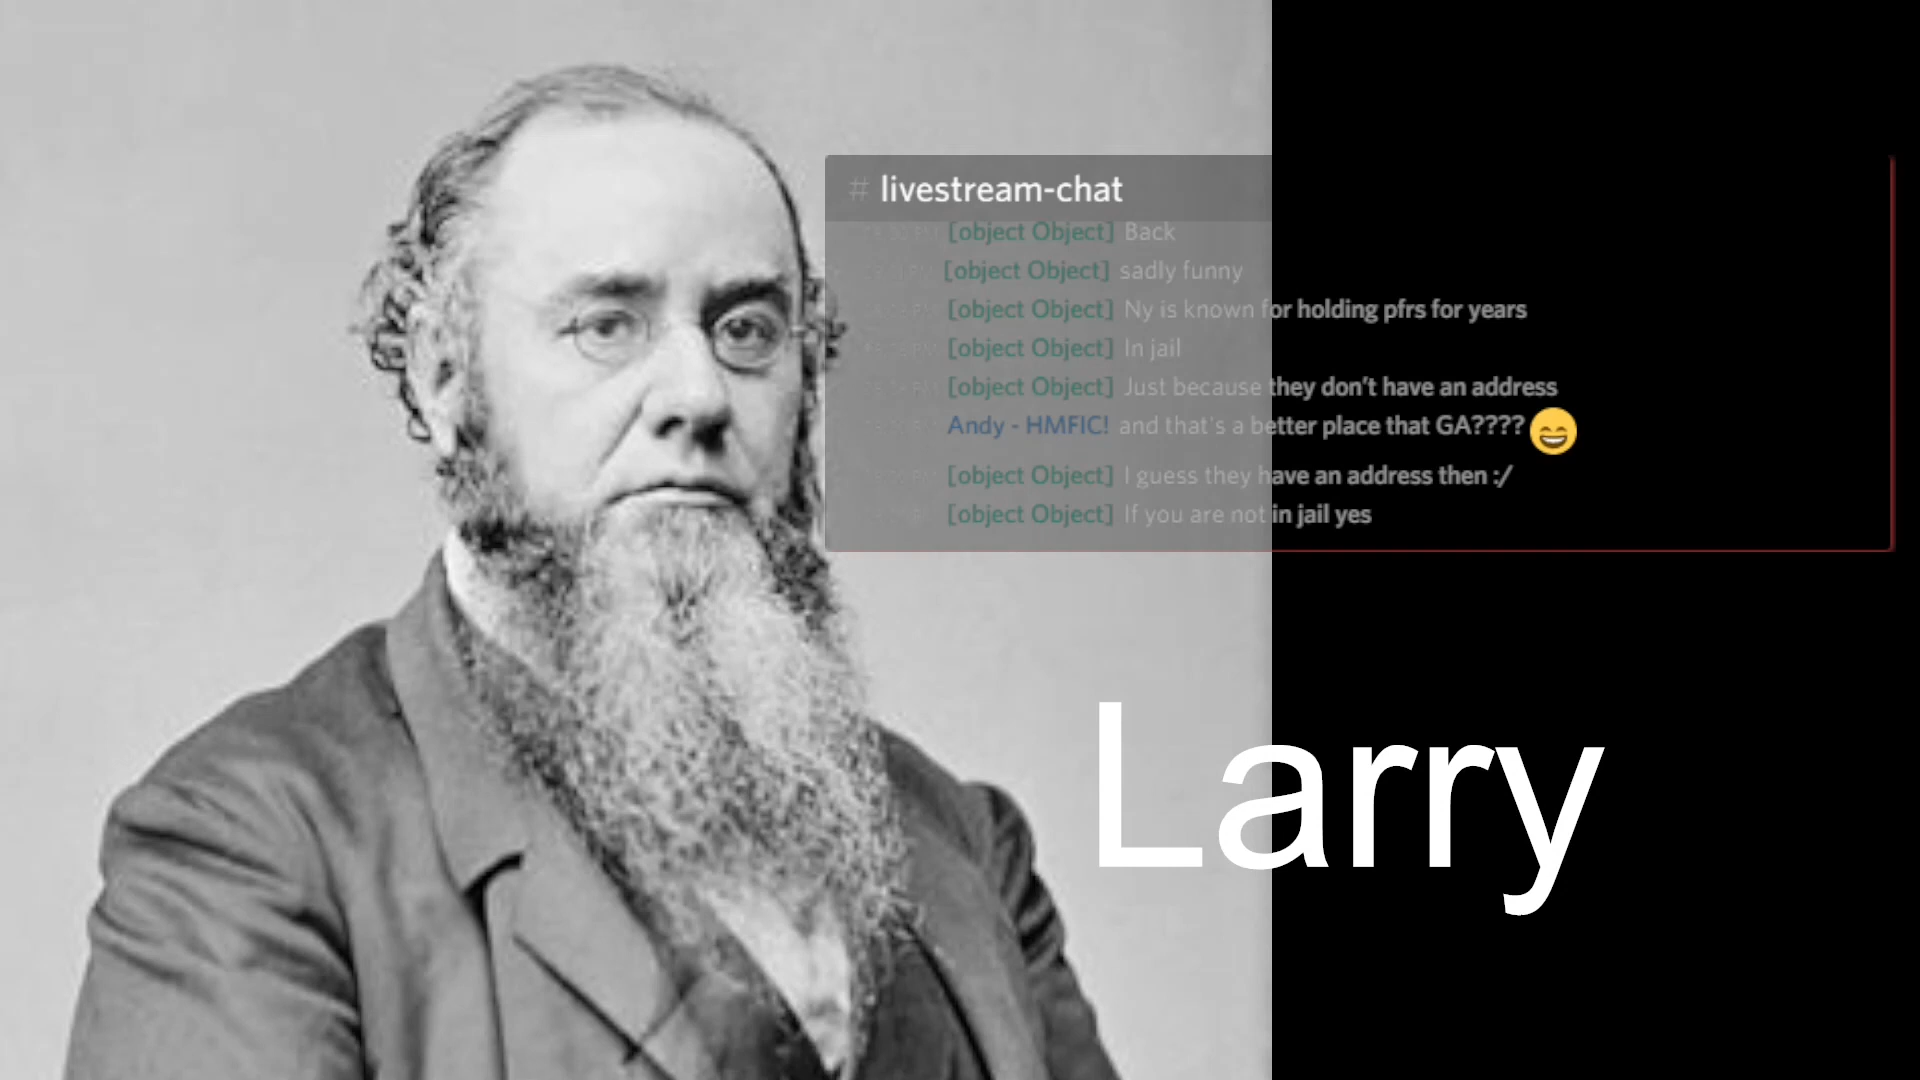 # livestream-chat
[object Object] Back
[object Object] sadly funny
[object Object] Ny is known for holding pfrs for years
[object Object] In jail
[object Object] Just because they don't have an address
Andy - HMFIC! and that's a better place that GA???? 😄
[object Object] I guess they have an address then :/
[object Object] If you are not in jail yes
Larry